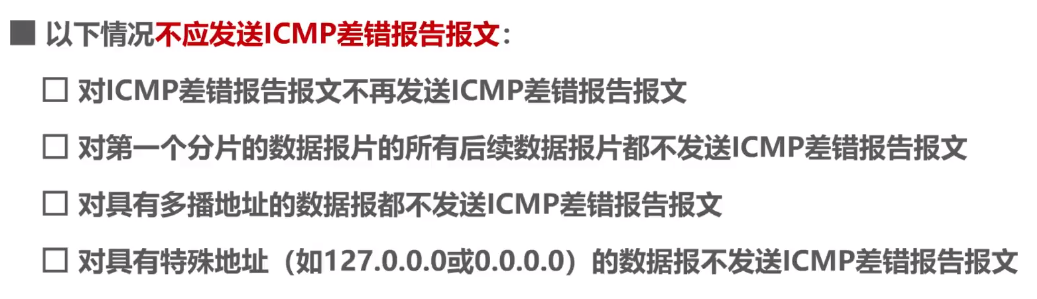 ■ 以下情况不应发送ICMP差错报告报文：
□ 对ICMP差错报告报文不再发送ICMP差错报告报文
□ 对第一个分片的数据报片的所有后续数据报片都不发送ICMP差错报告报文
□ 对具有多播地址的数据报都不发送ICMP差错报告报文
□ 对具有特殊地址（如127.0.0.0或0.0.0.0）的数据报不发送ICMP差错报告报文